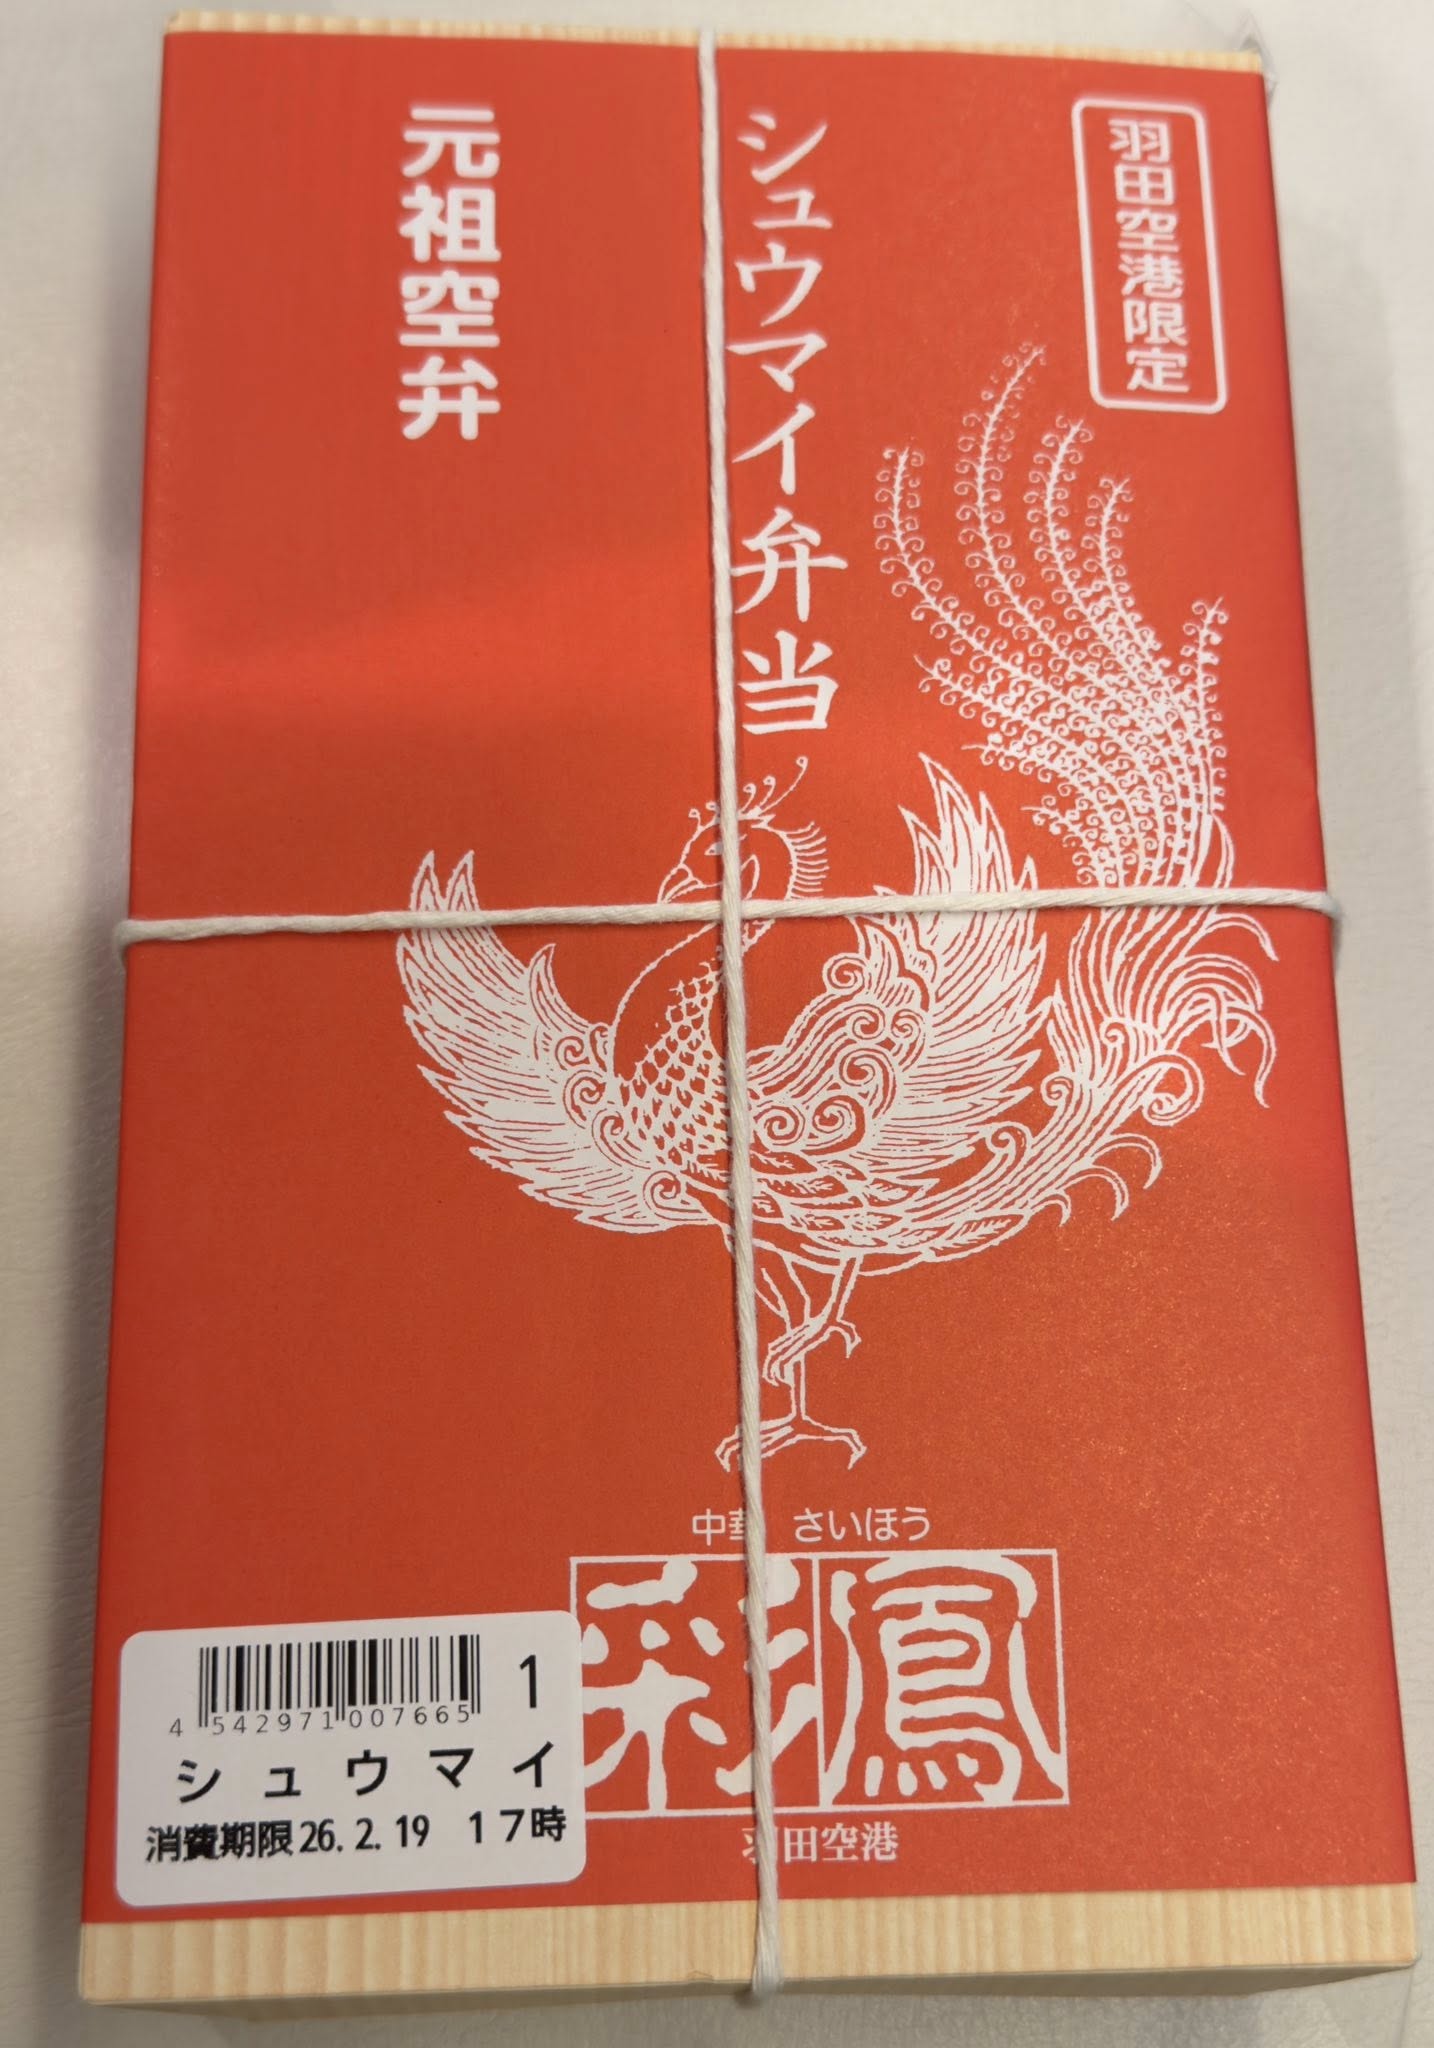 羽田空港限定
シュウマイ弁当
元祖空弁
中華 さいほう
彩鳳
羽田空港
1
4 542971 007665
シュウマイ
消費期限26.2.19 17時